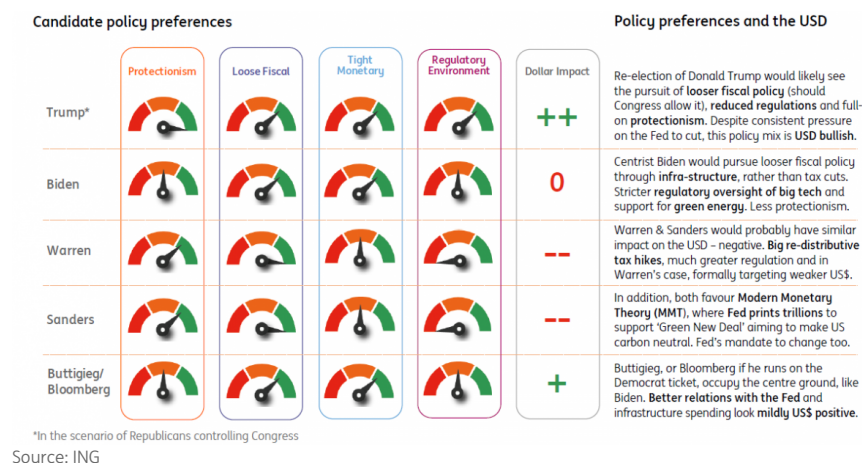 Candidate policy preferences
Policy preferences and the USD
Protectionism
Loose Fiscal
Tight
Monetary
Regulatory
Environment
Dollar Impact
Trump*
++
Re-election of Donald Trump would likely see
the pursuit of looser fiscal policy (should
Congress allow it), reduced regulations and full-
on protectionism. Despite consistent pressure
on the Fed to cut, this policy mix is USD bullish.
Biden
0
Centrist Biden would pursue looser fiscal policy
through infra-structure, rather than tax cuts.
Stricter regulatory oversight of big tech and
support for green energy. Less protectionism.
Warren
--
Warren & Sanders would probably have similar
impact on the USD – negative. Big re-distributive
tax hikes, much greater regulation and in
Warren's case, formally targeting weaker US$.
Sanders
--
In addition, both favour Modern Monetary
Theory (MMT), where Fed prints trillions to
support 'Green New Deal' aiming to make US
carbon neutral. Fed's mandate to change too.
Buttigieg/
Bloomberg
+
Buttigieg, or Bloomberg if he runs on the
Democrat ticket, occupy the centre ground, like
Biden. Better relations with the Fed and
infrastructure spending look mildly US$ positive.
*In the scenario of Republicans controlling Congress
Source: ING